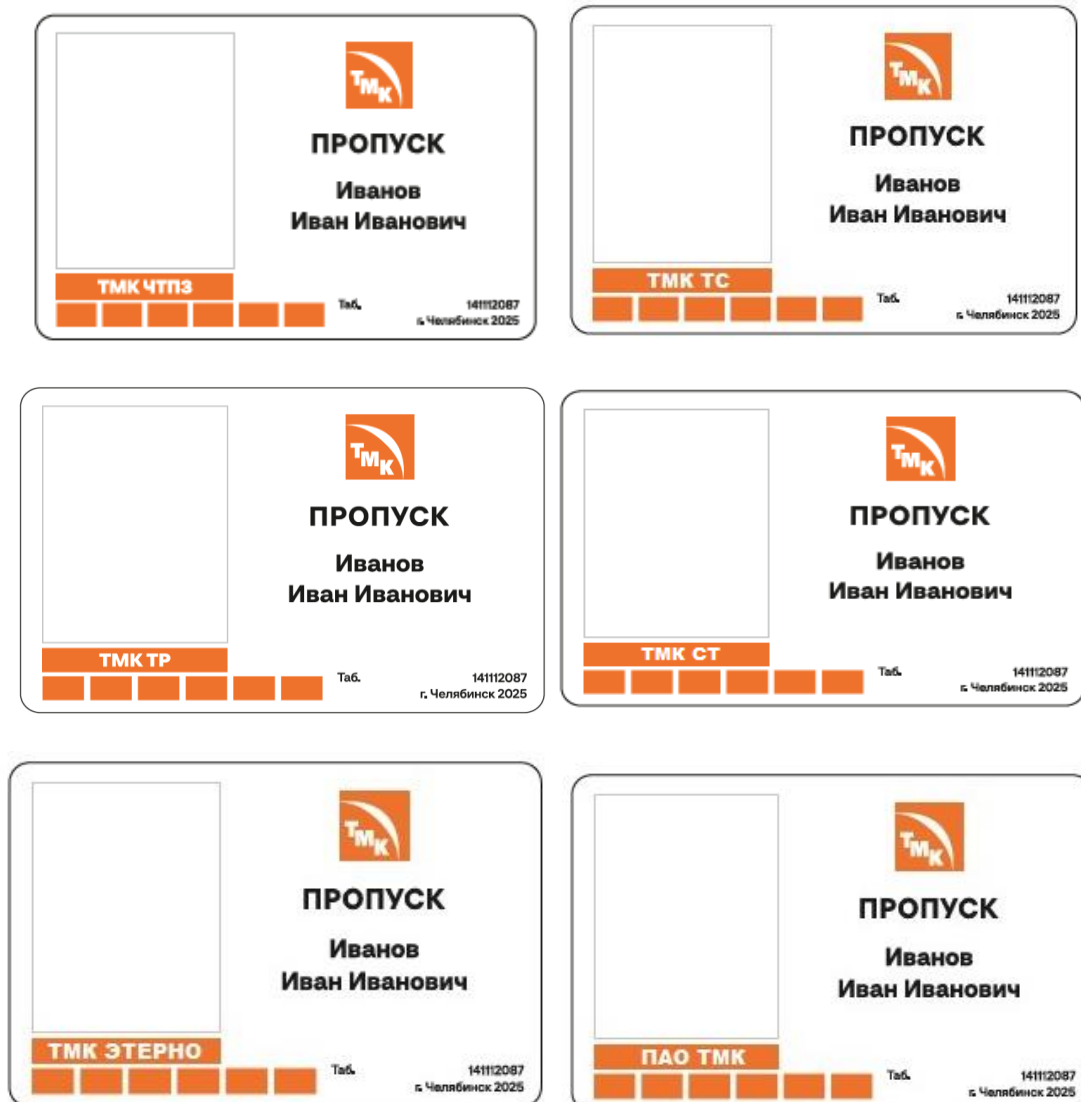 ТМК
ПРОПУСК
Иванов
Иван Иванович
ТМК ЧТПЗ
Таб. 141112087
г. Челябинск 2025
ТМК
ПРОПУСК
Иванов
Иван Иванович
ТМК ТС
Таб. 141112087
г. Челябинск 2025
ТМК
ПРОПУСК
Иванов
Иван Иванович
ТМК ТР
Таб. 141112087
г. Челябинск 2025
ТМК
ПРОПУСК
Иванов
Иван Иванович
ТМК СТ
Таб. 141112087
г. Челябинск 2025
ТМК
ПРОПУСК
Иванов
Иван Иванович
ТМК ЭТЕРНО
Таб. 141112087
г. Челябинск 2025
ТМК
ПРОПУСК
Иванов
Иван Иванович
ПАО ТМК
Таб. 141112087
г. Челябинск 2025